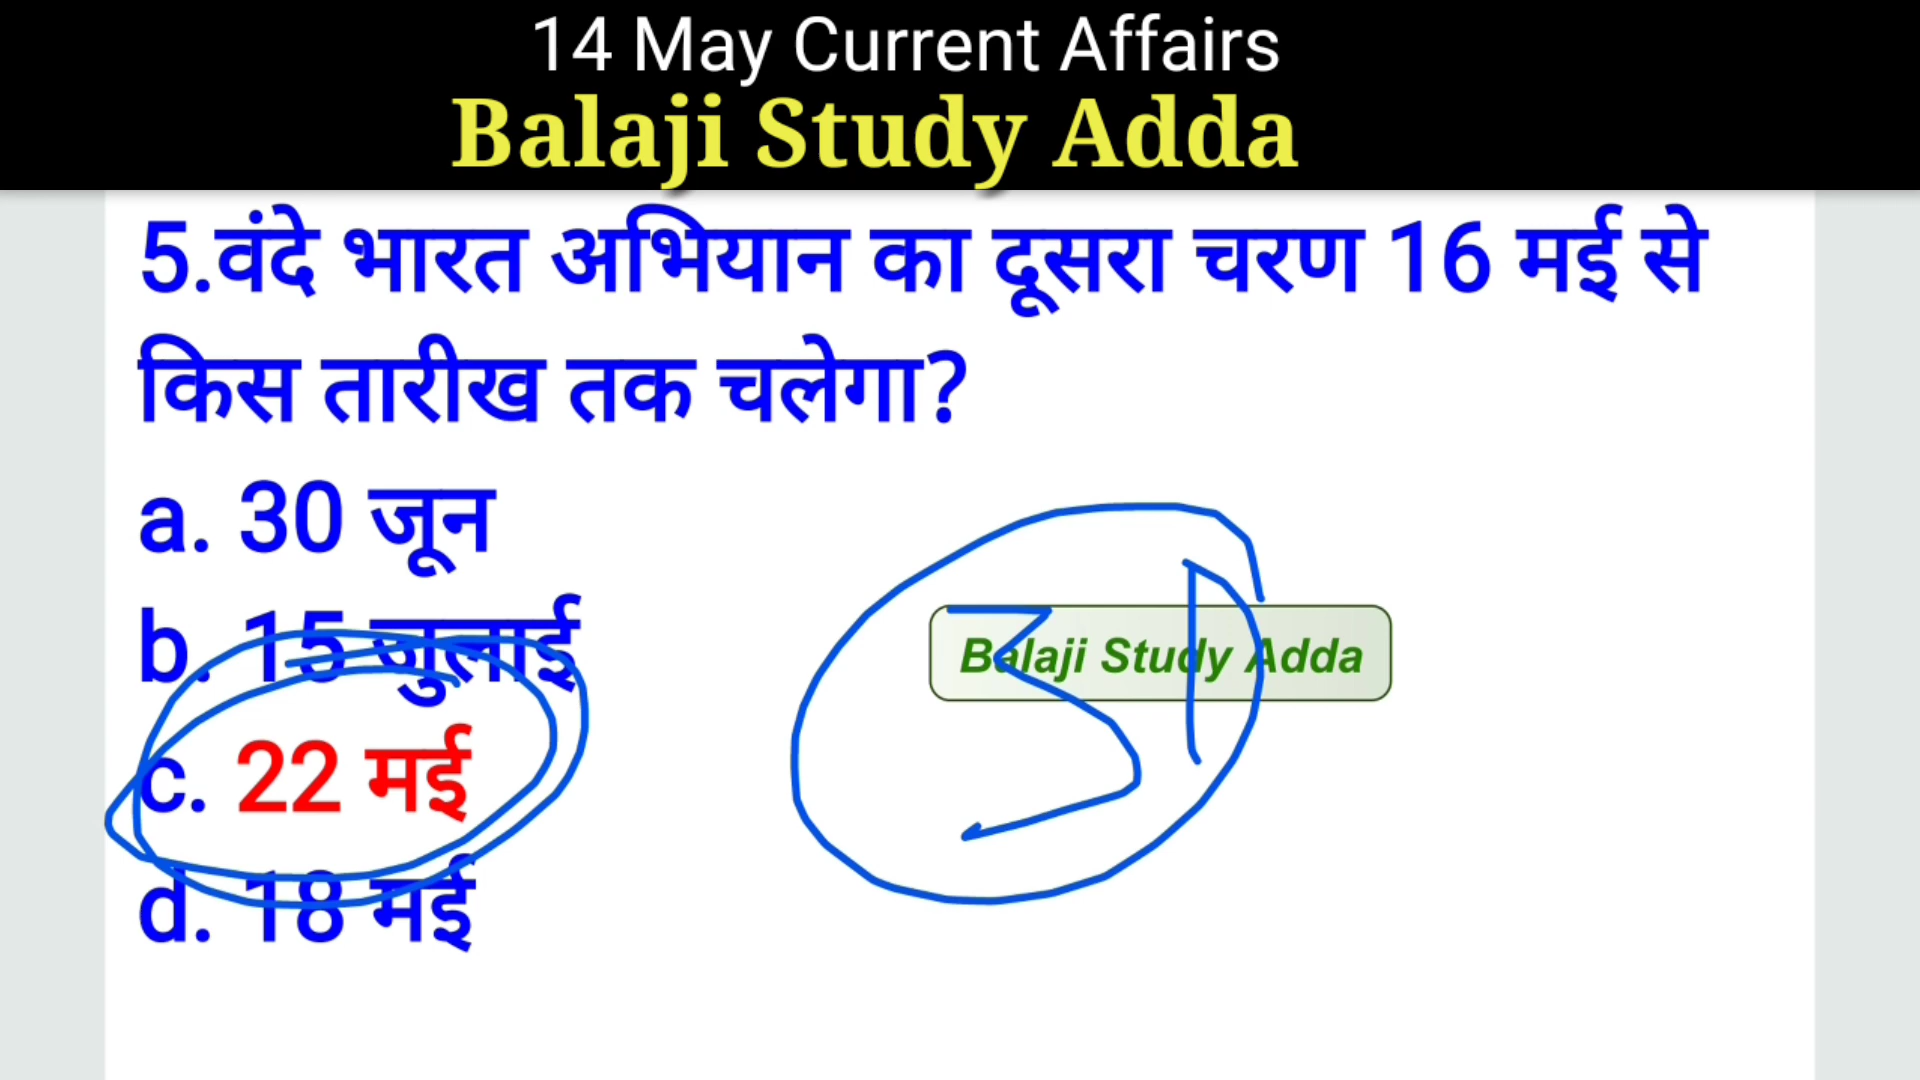 14 May Current Affairs
Balaji Study Adda
5.वंदे भारत अभियान का दूसरा चरण 16 मई से
किस तारीख तक चलेगा?
a. 30 जून
b. 15 जुलाई
Balaji Study Adda
c. 22 मई
d. 18 मई